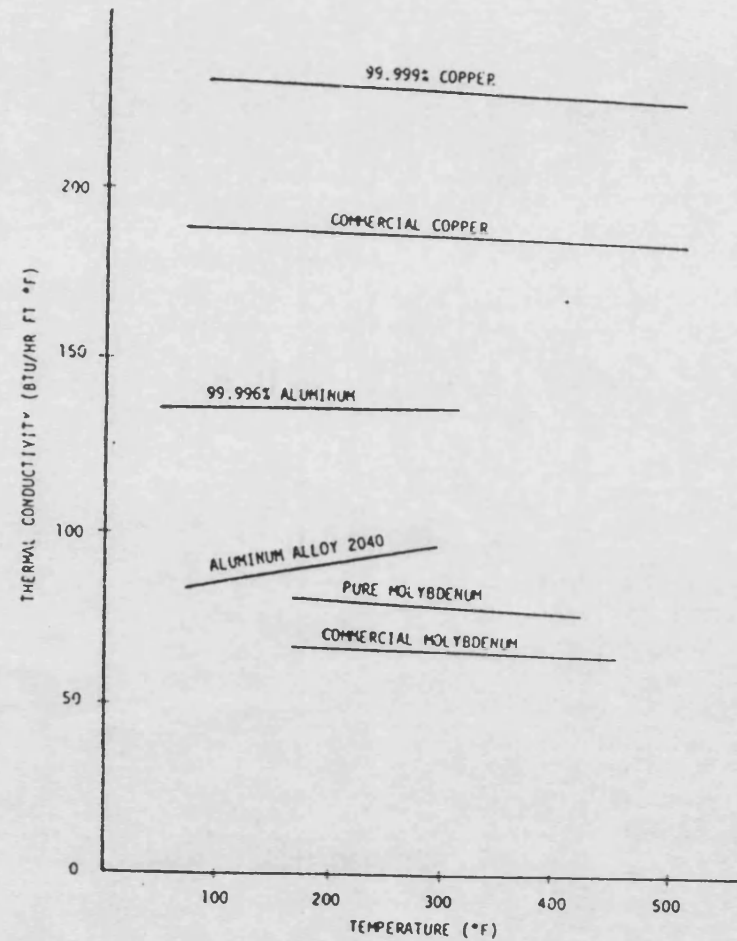 99.999% COPPER
200
COMMERCIAL COPPER
THERMAL CONDUCTIVITY (BTU/HR FT °F)
150
99.996% ALUMINUM
100
ALUMINUM ALLOY 2040
PURE MOLYBDENUM
COMMERCIAL MOLYBDENUM
50
0
100
200
300
400
500
TEMPERATURE (°F)